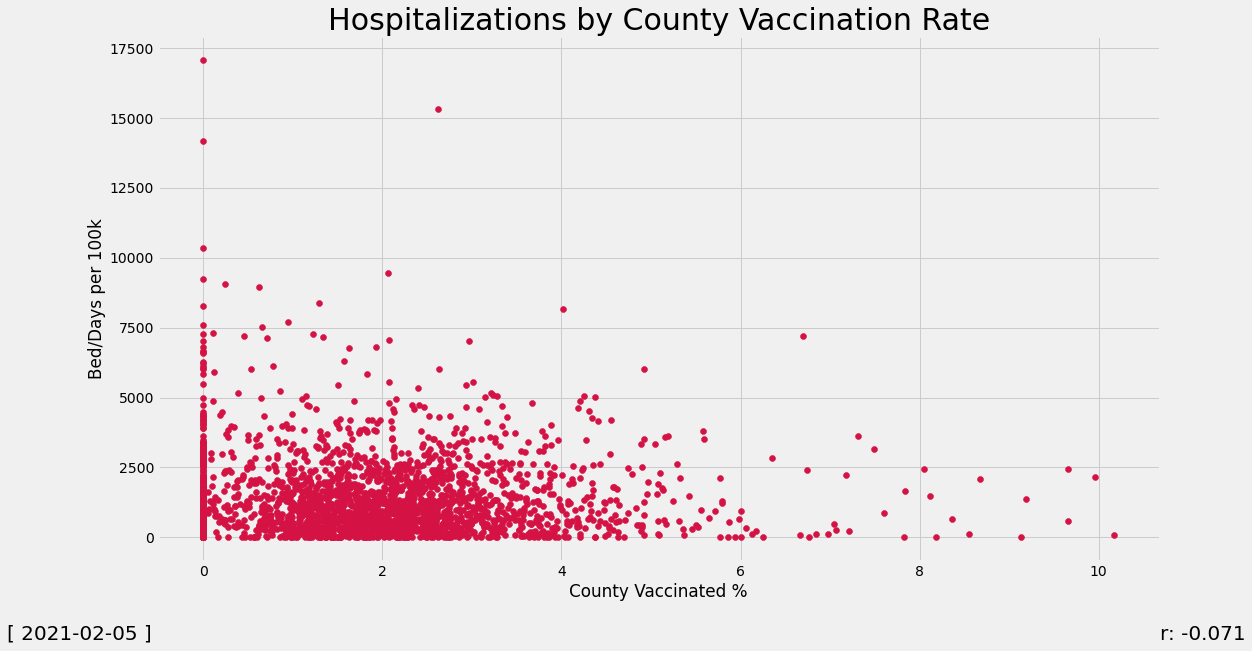 Hospitalizations by County Vaccination Rate
17500
15000
12500
10000
7500
5000
2500
0
Bed/Days per 100k
0 2 4 6 8 10
County Vaccinated %
[ 2021-02-05 ]
r: -0.071